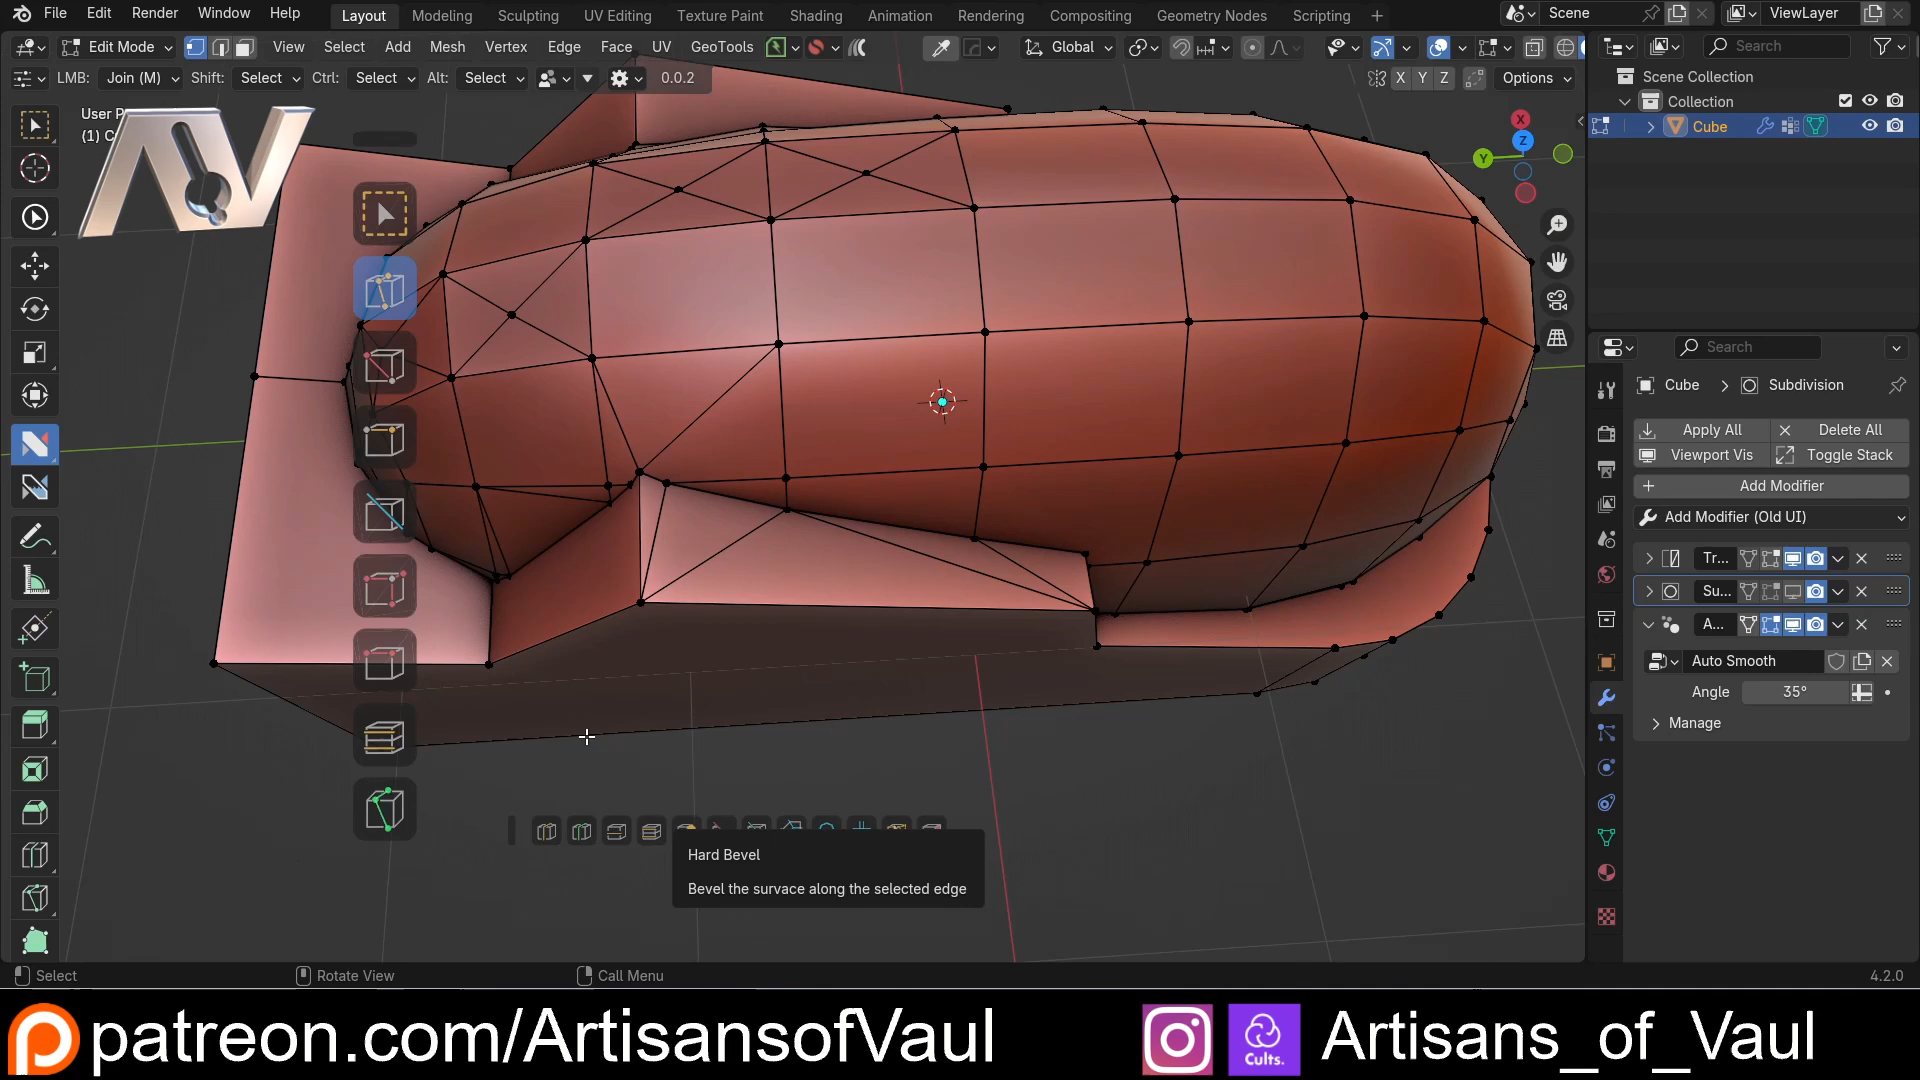 File Edit Render Window Help Layout Modeling Sculpting UV Editing Texture Paint Shading Animation Rendering Compositing Geometry Nodes Scripting + Scene ViewLayer
Edit Mode View Select Add Mesh Vertex Edge Face UV GeoTools Global Search
LMB: Join (M) Shift: Select Ctrl: Select Alt: Select 0.0.2 X Y Z Options
Scene Collection
Collection
Cube
User P
(1) C
AV
X
Z
Y
Search
Cube > Subdivision
Apply All Delete All
Viewport Vis Toggle Stack
Add Modifier
Add Modifier (Old UI)
Tr...
Su...
A...
Auto Smooth
Angle 35°
Manage
Hard Bevel
Bevel the survace along the selected edge
Select Rotate View Call Menu 4.2.0
patreon.com/ArtisansofVaul Cults. Artisans_of_Vaul